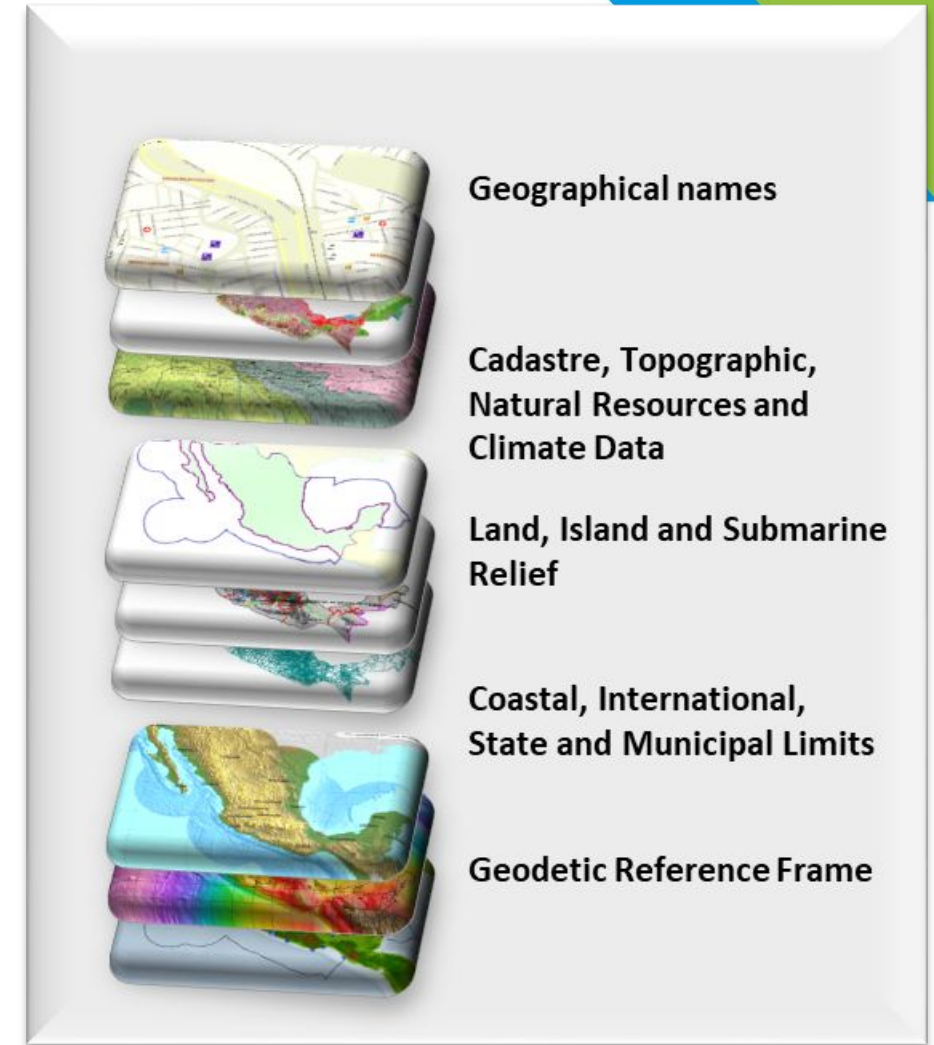 Geographical names
Cadastre, Topographic,
Natural Resources and
Climate Data
Land, Island and Submarine
Relief
Coastal, International,
State and Municipal Limits
Geodetic Reference Frame